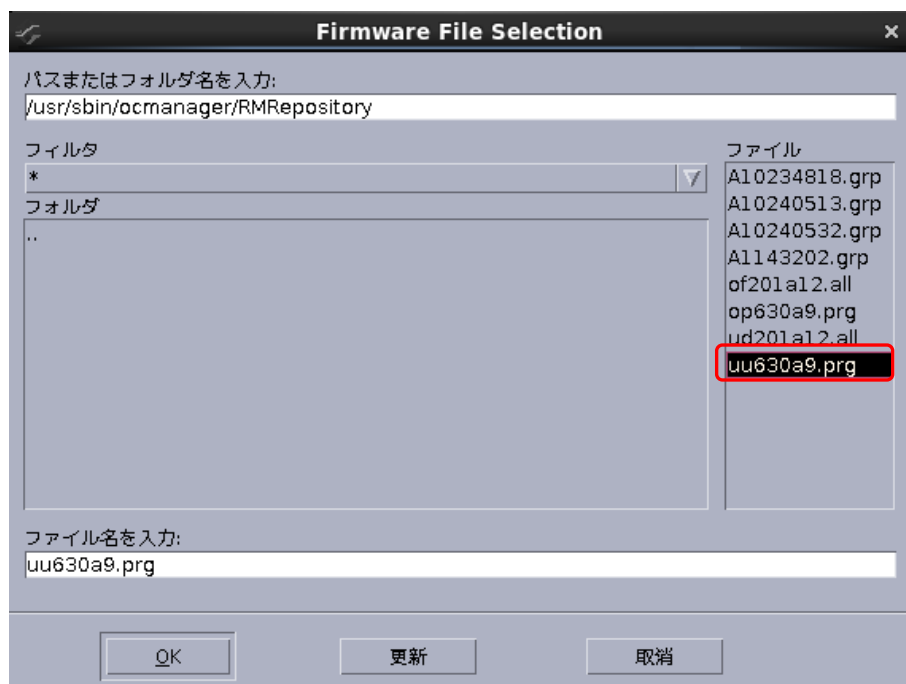 Firmware File Selection
パスまたはフォルダ名を入力:
/usr/sbin/ocmanager/RMRepository
フィルタ
*
フォルダ
..
ファイル
A10234818.grp
A10240513.grp
A10240532.grp
A1143202.grp
of201a12.all
op630a9.prg
ud201a12.all
uu630a9.prg
ファイル名を入力:
uu630a9.prg
OK
更新
取消